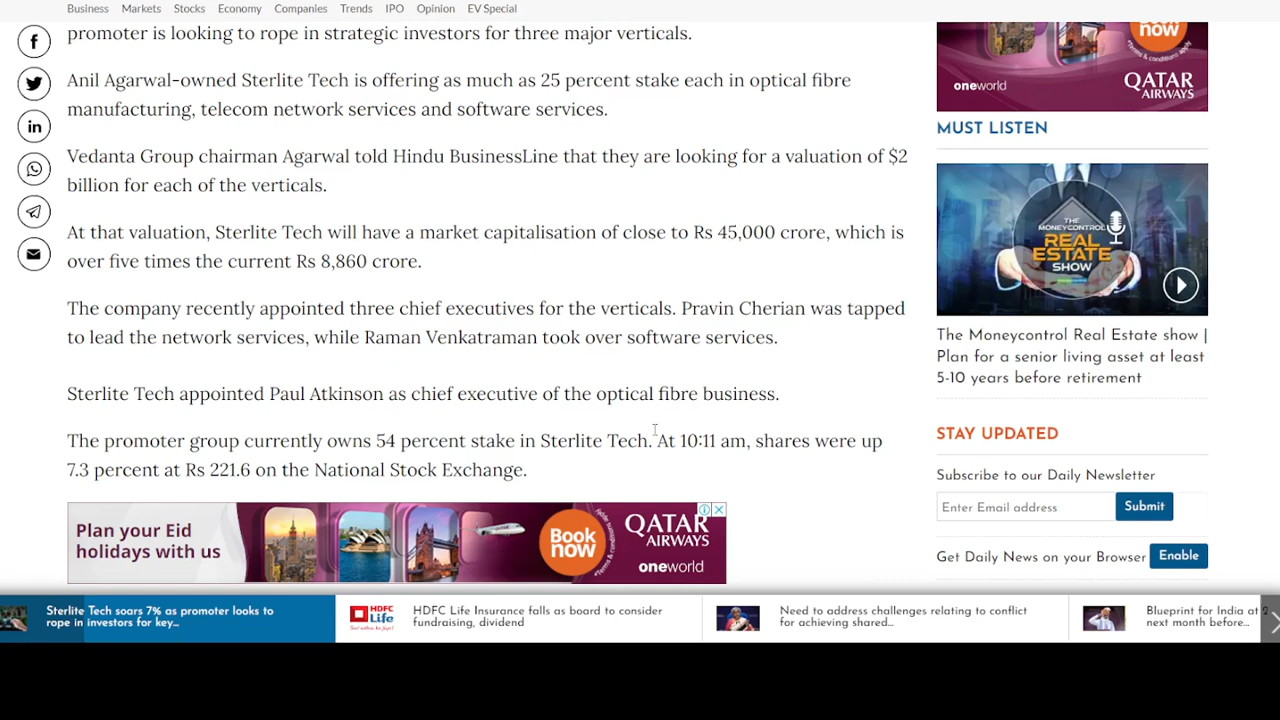 Business Markets Stocks Economy Companies Trends IPO Opinion EV Special
promoter is looking to rope in strategic investors for three major verticals.
Anil Agarwal-owned Sterlite Tech is offering as much as 25 percent stake each in optical fibre
manufacturing, telecom network services and software services.
Vedanta Group chairman Agarwal told Hindu BusinessLine that they are looking for a valuation of $2
billion for each of the verticals.
At that valuation, Sterlite Tech will have a market capitalisation of close to Rs 45,000 crore, which is
over five times the current Rs 8,860 crore.
The company recently appointed three chief executives for the verticals. Pravin Cherian was tapped
to lead the network services, while Raman Venkatraman took over software services.
Sterlite Tech appointed Paul Atkinson as chief executive of the optical fibre business.
The promoter group currently owns 54 percent stake in Sterlite Tech. At 10:11 am, shares were up
7.3 percent at Rs 221.6 on the National Stock Exchange.
Plan your Eid
holidays with us
Book
now
QATAR
AIRWAYS
oneworld
now
oneworld
QATAR
AIRWAYS
MUST LISTEN
THE
MONEYCONTROL
REAL
ESTATE
SHOW
The Moneycontrol Real Estate show |
Plan for a senior living asset at least
5-10 years before retirement
STAY UPDATED
Subscribe to our Daily Newsletter
Enter Email address Submit
Get Daily News on your Browser Enable
Sterlite Tech soars 7% as promoter looks to
rope in investors for key...
HDFC
Life
HDFC Life Insurance falls as board to consider
fundraising, dividend
Need to address challenges relating to conflict
for achieving shared...
Blueprint for India at 2
next month before...